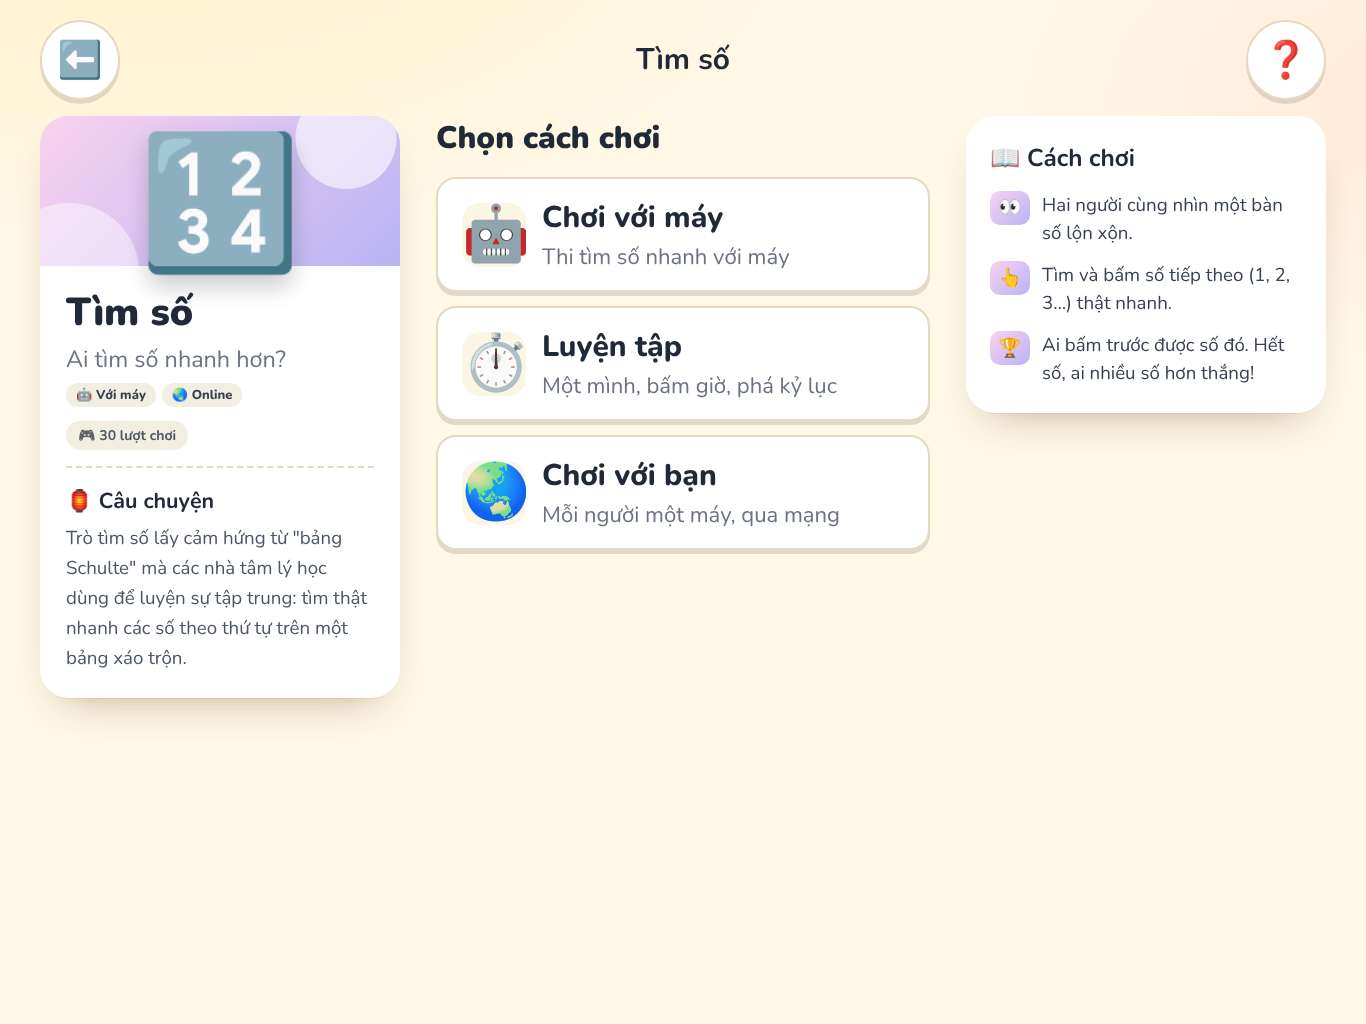 Tìm số
1 2
3 4
Tìm số
Ai tìm số nhanh hơn?
Với máy
Online
30 lượt chơi
Câu chuyện
Trò tìm số lấy cảm hứng từ "bảng
Schulte" mà các nhà tâm lý học
dùng để luyện sự tập trung: tìm thật
nhanh các số theo thứ tự trên một
bảng xáo trộn.
Chọn cách chơi
Chơi với máy
Thi tìm số nhanh với máy
Luyện tập
Một mình, bấm giờ, phá kỷ lục
Chơi với bạn
Mỗi người một máy, qua mạng
Cách chơi
Hai người cùng nhìn một bàn
số lộn xộn.
Tìm và bấm số tiếp theo (1, 2,
3...) thật nhanh.
Ai bấm trước được số đó. Hết
số, ai nhiều số hơn thắng!